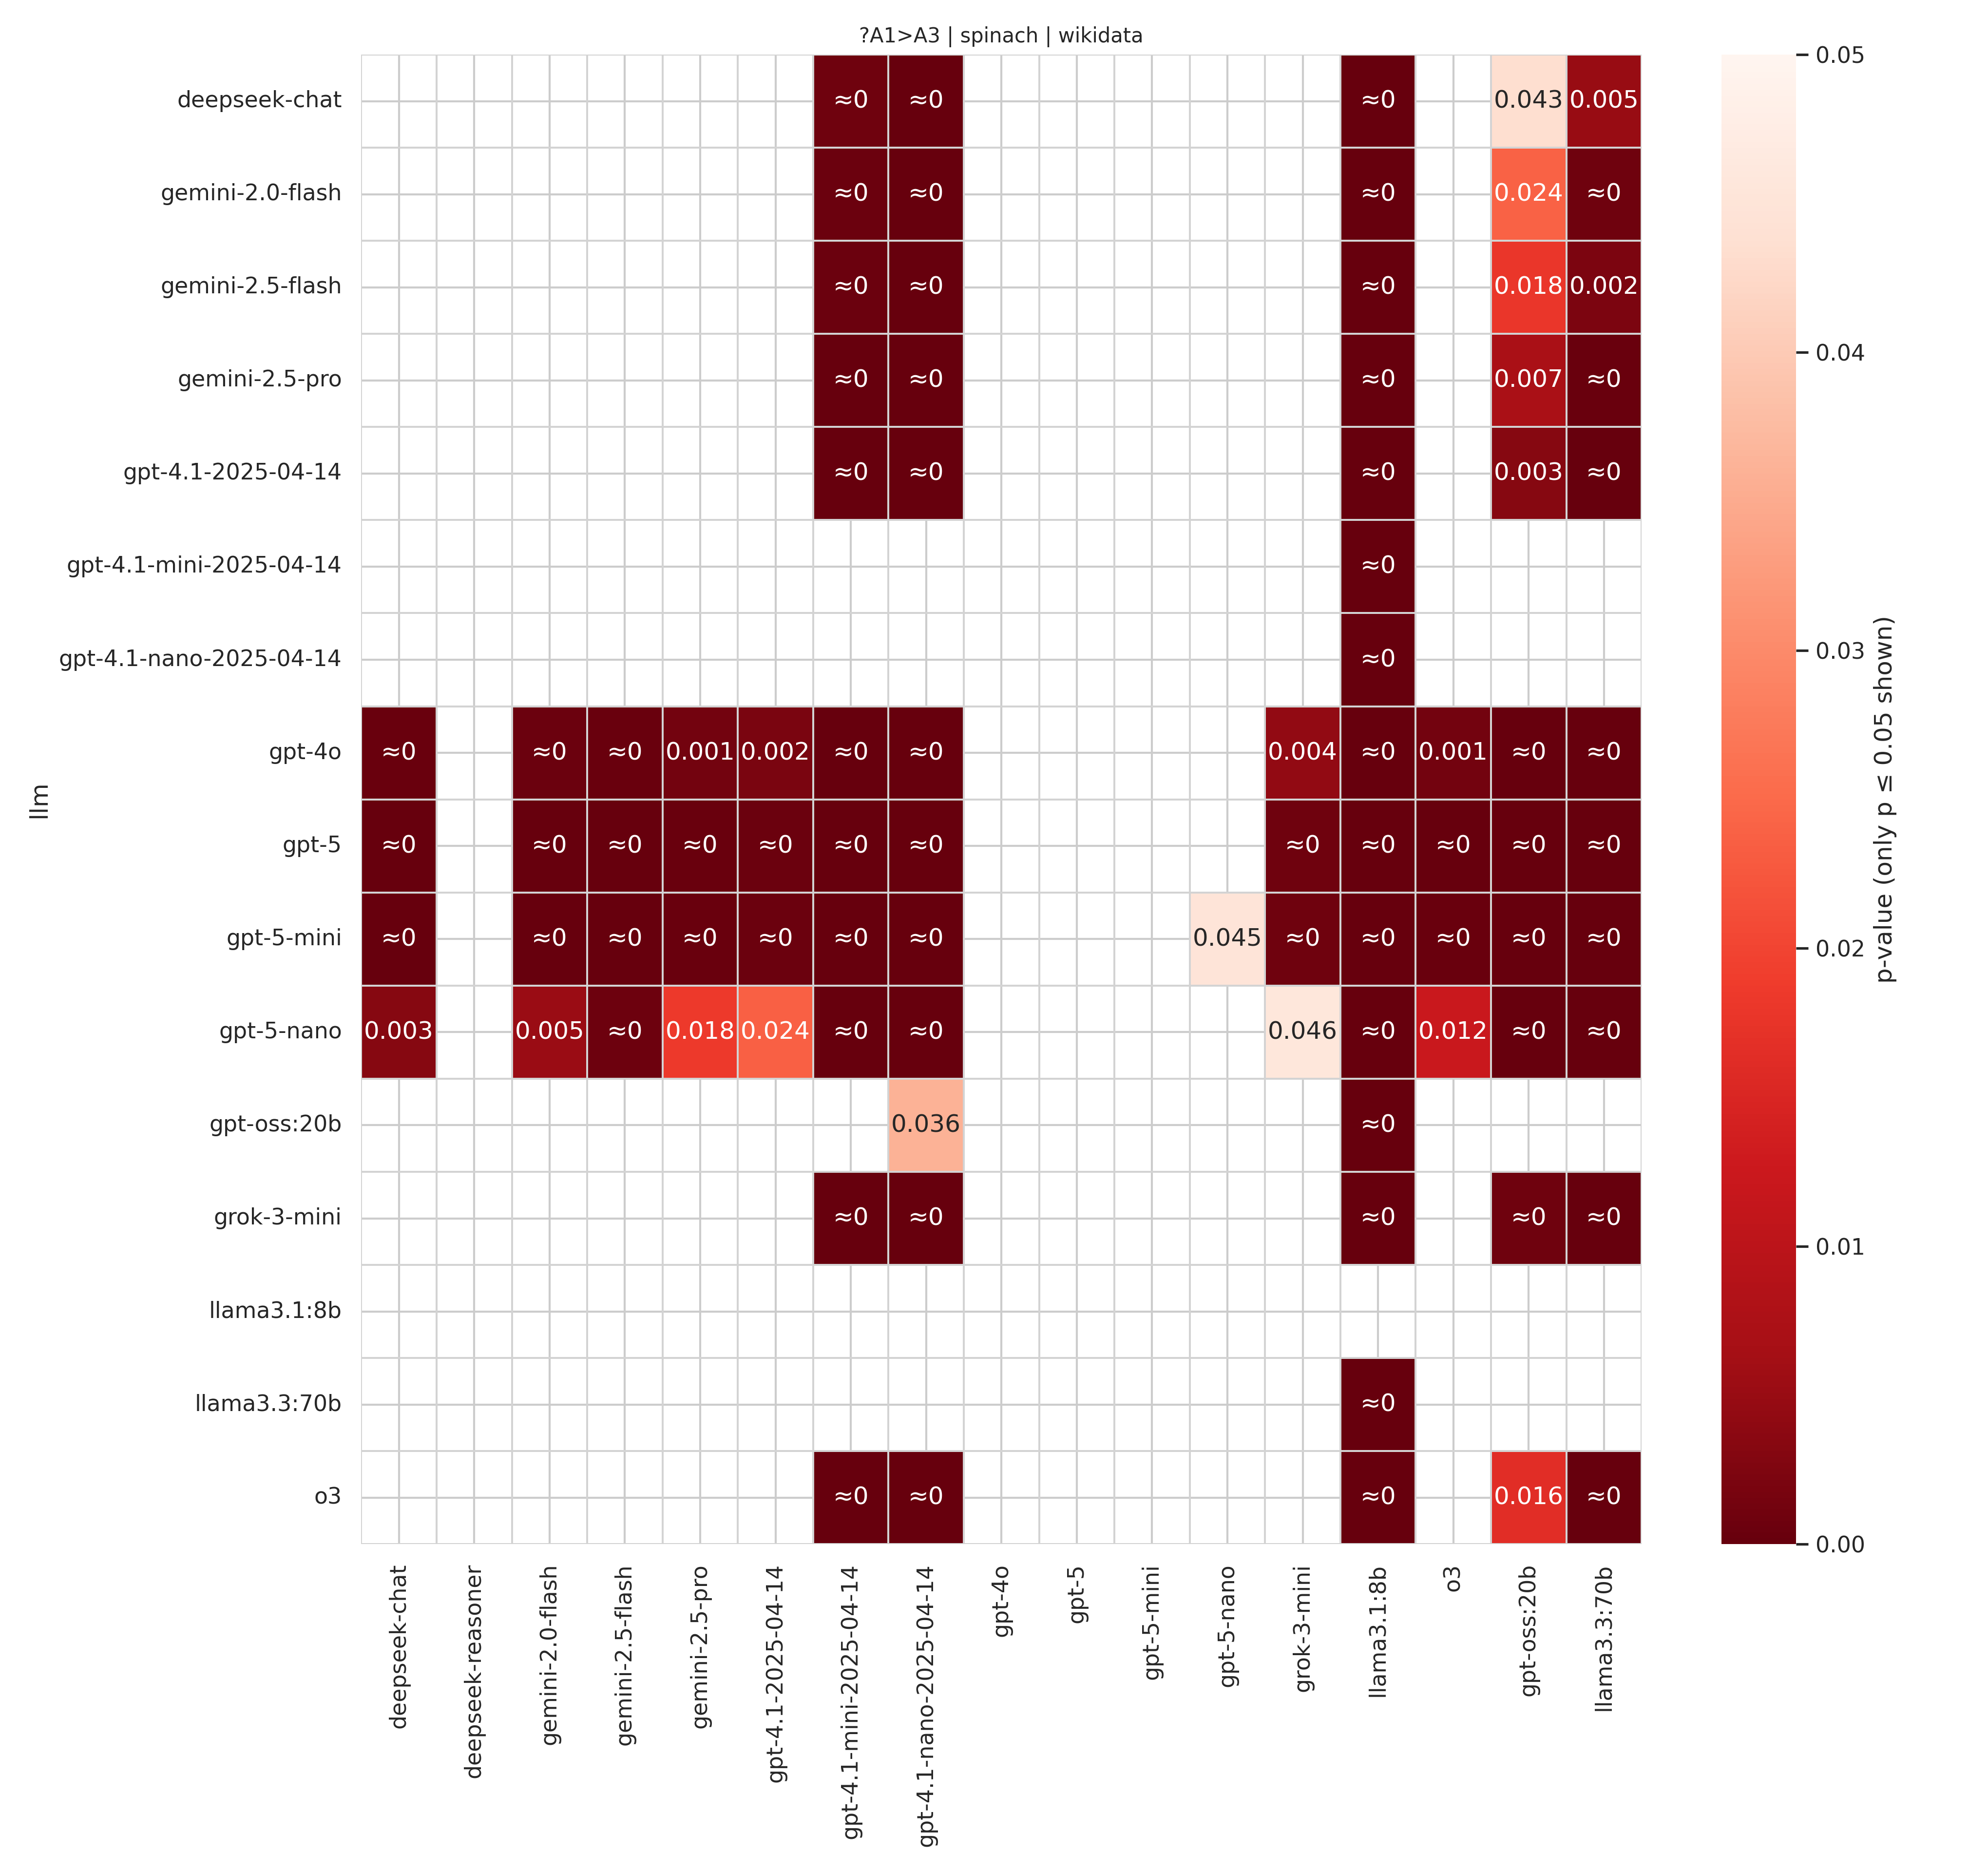 ?A1>A3 | spinach | wikidata
deepseek-chat ≈0 ≈0 ≈0 0.043 0.005
gemini-2.0-flash ≈0 ≈0 ≈0 0.024 ≈0
gemini-2.5-flash ≈0 ≈0 ≈0 0.018 0.002
gemini-2.5-pro ≈0 ≈0 ≈0 0.007 ≈0
gpt-4.1-2025-04-14 ≈0 ≈0 ≈0 0.003 ≈0
gpt-4.1-mini-2025-04-14 ≈0
gpt-4.1-nano-2025-04-14 ≈0
gpt-4o ≈0 ≈0 ≈0 0.001 0.002 ≈0 ≈0 0.004 ≈0 0.001 ≈0 ≈0
gpt-5 ≈0 ≈0 ≈0 ≈0 ≈0 ≈0 ≈0 ≈0 ≈0 ≈0 ≈0 ≈0
gpt-5-mini ≈0 ≈0 ≈0 ≈0 ≈0 ≈0 ≈0 0.045 ≈0 ≈0 ≈0 ≈0 ≈0
gpt-5-nano 0.003 0.005 ≈0 0.018 0.024 ≈0 ≈0 0.046 ≈0 0.012 ≈0 ≈0
gpt-oss:20b 0.036 ≈0
grok-3-mini ≈0 ≈0 ≈0 ≈0 ≈0
llama3.1:8b
llama3.3:70b ≈0
o3 ≈0 ≈0 ≈0 0.016 ≈0
llm
deepseek-chat
deepseek-reasoner
gemini-2.0-flash
gemini-2.5-flash
gemini-2.5-pro
gpt-4.1-2025-04-14
gpt-4.1-mini-2025-04-14
gpt-4.1-nano-2025-04-14
gpt-4o
gpt-5
gpt-5-mini
gpt-5-nano
grok-3-mini
llama3.1:8b
o3
gpt-oss:20b
llama3.3:70b
0.05
0.04
0.03
0.02
0.01
0.00
p-value (only p ≤ 0.05 shown)